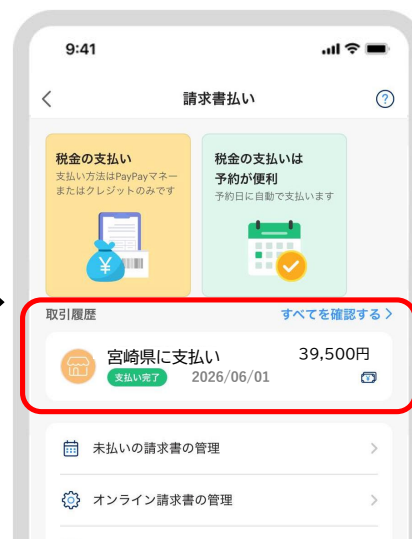 9:41
請求書払い
?
税金の支払い
支払い方法はPayPayマネー
またはクレジットのみです
¥
税金の支払いは
予約が便利
予約日に自動で支払います
取引履歴
すべてを確認する
宮崎県に支払い
39,500円
支払い完了
2026/06/01
未払いの請求書の管理
オンライン請求書の管理